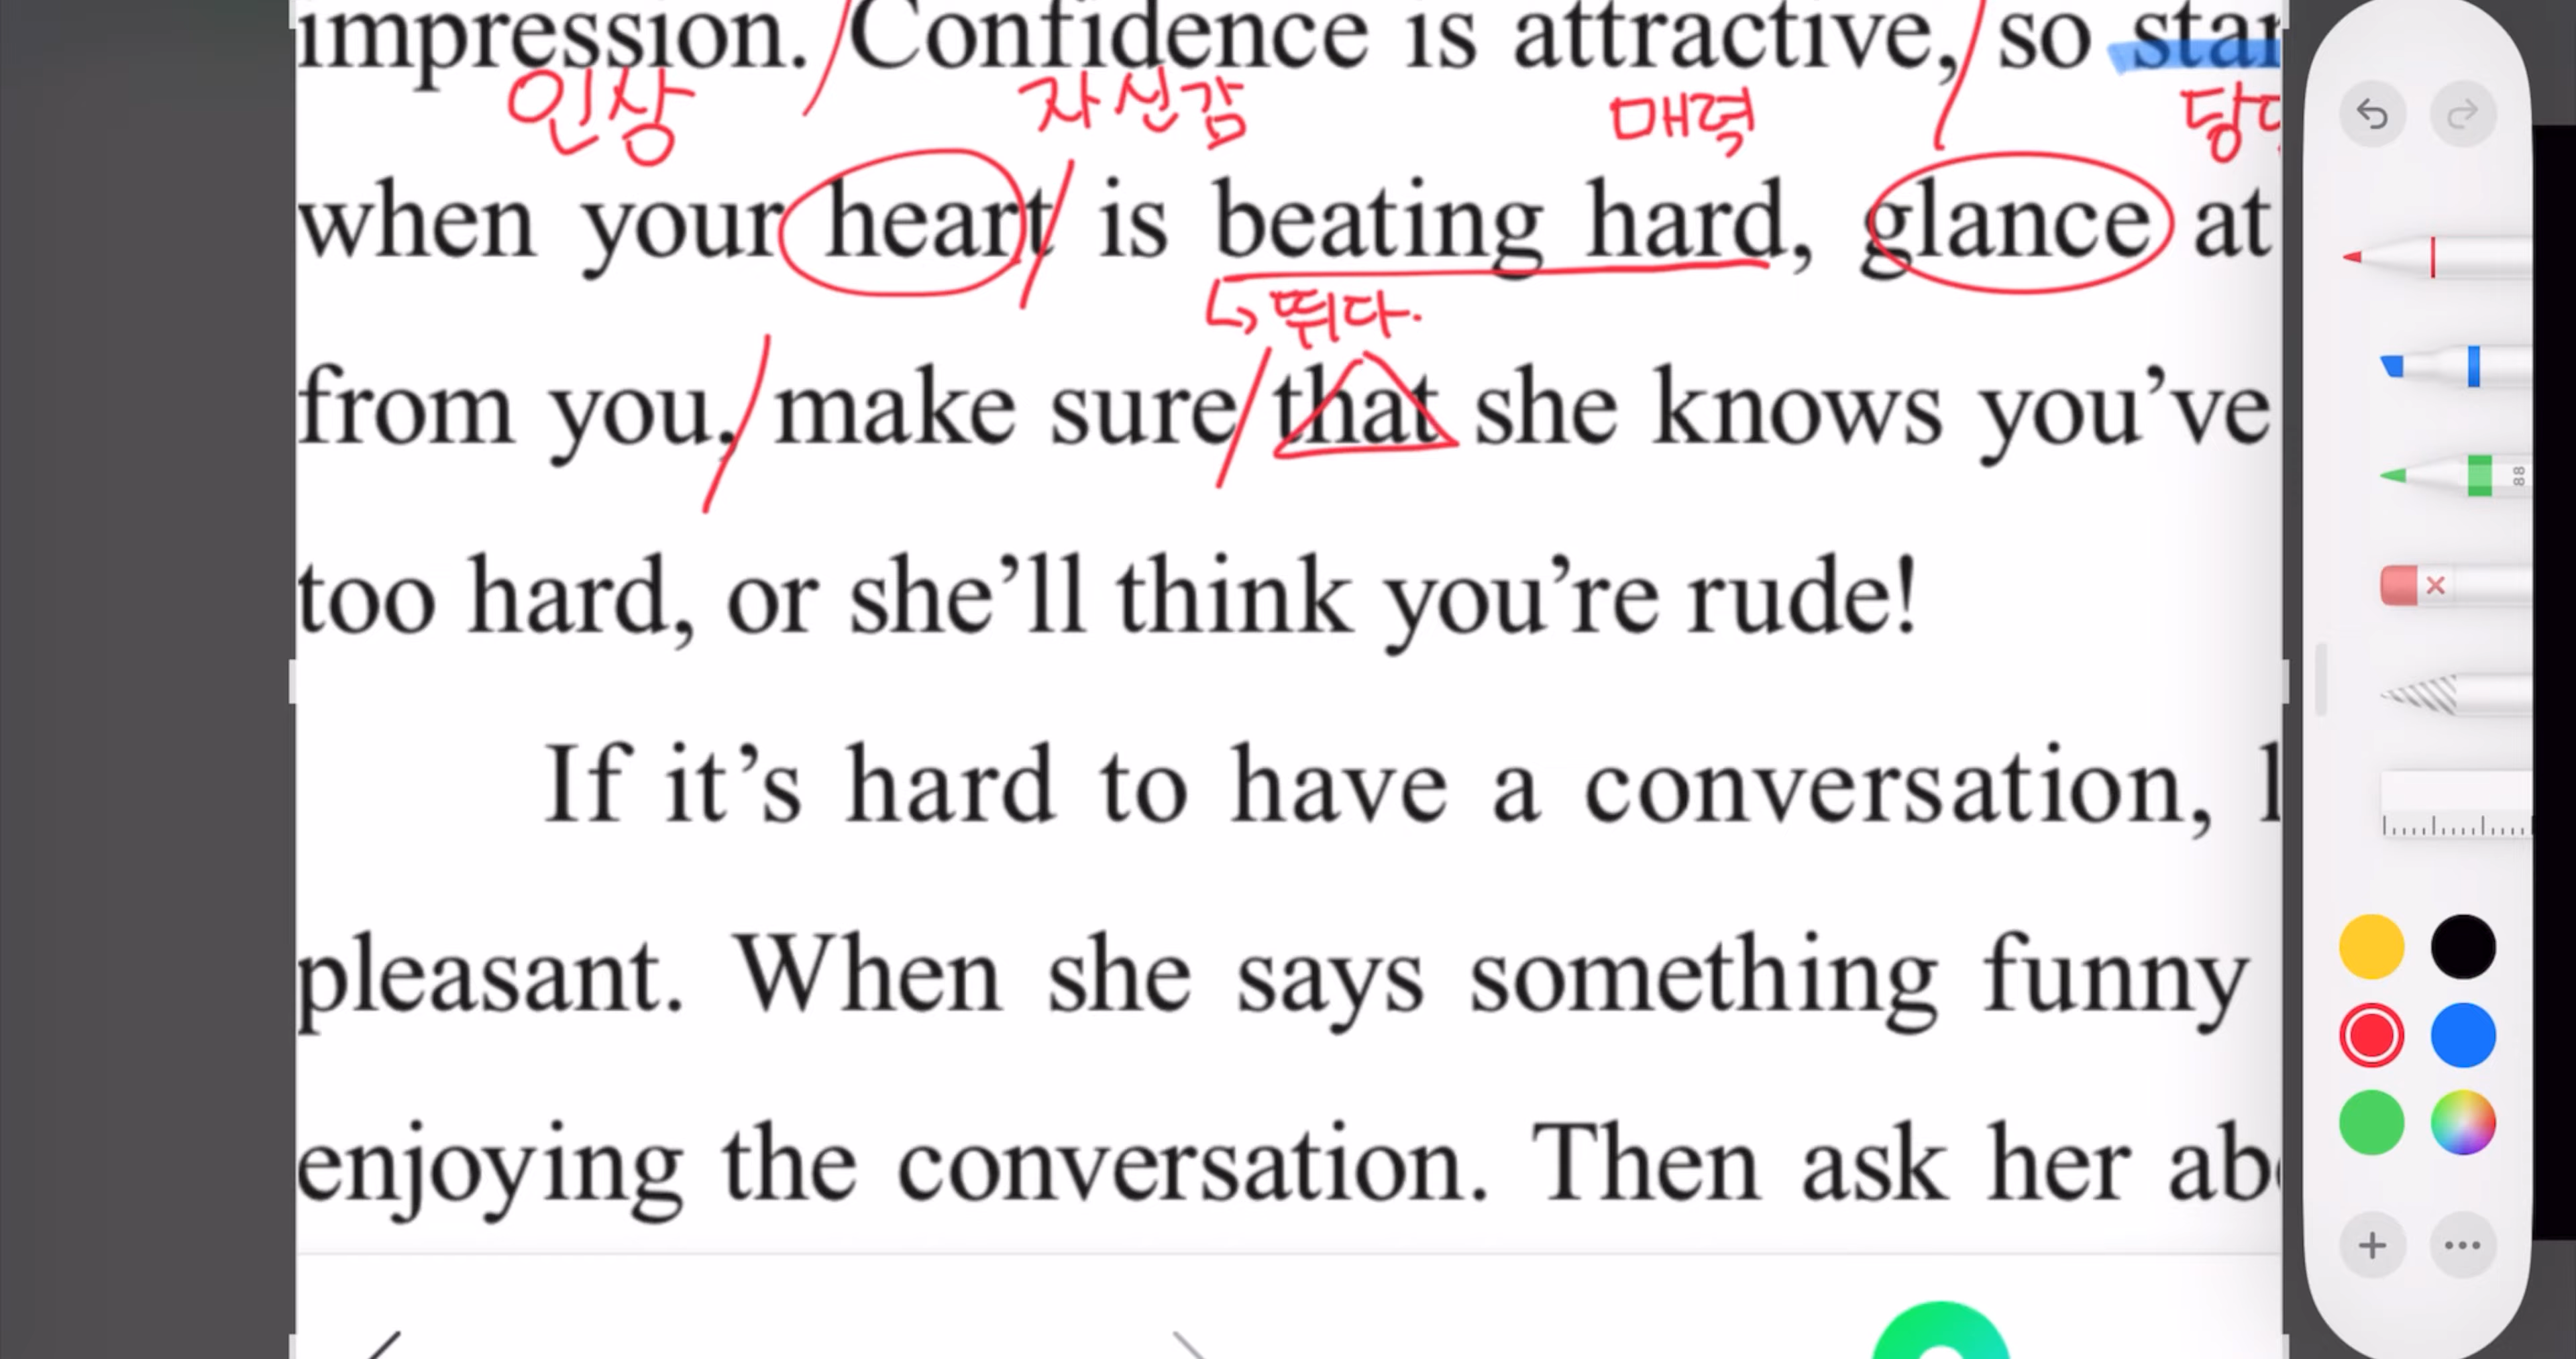 impression. Confidence is attractive, so
인상 자신감 매력
when your heart is beating hard, glance at
↳ 뛰다.
from you, make sure that she knows you've
too hard, or she'll think you're rude!
If it's hard to have a conversation,
pleasant. When she says something funny
enjoying the conversation. Then ask her
88